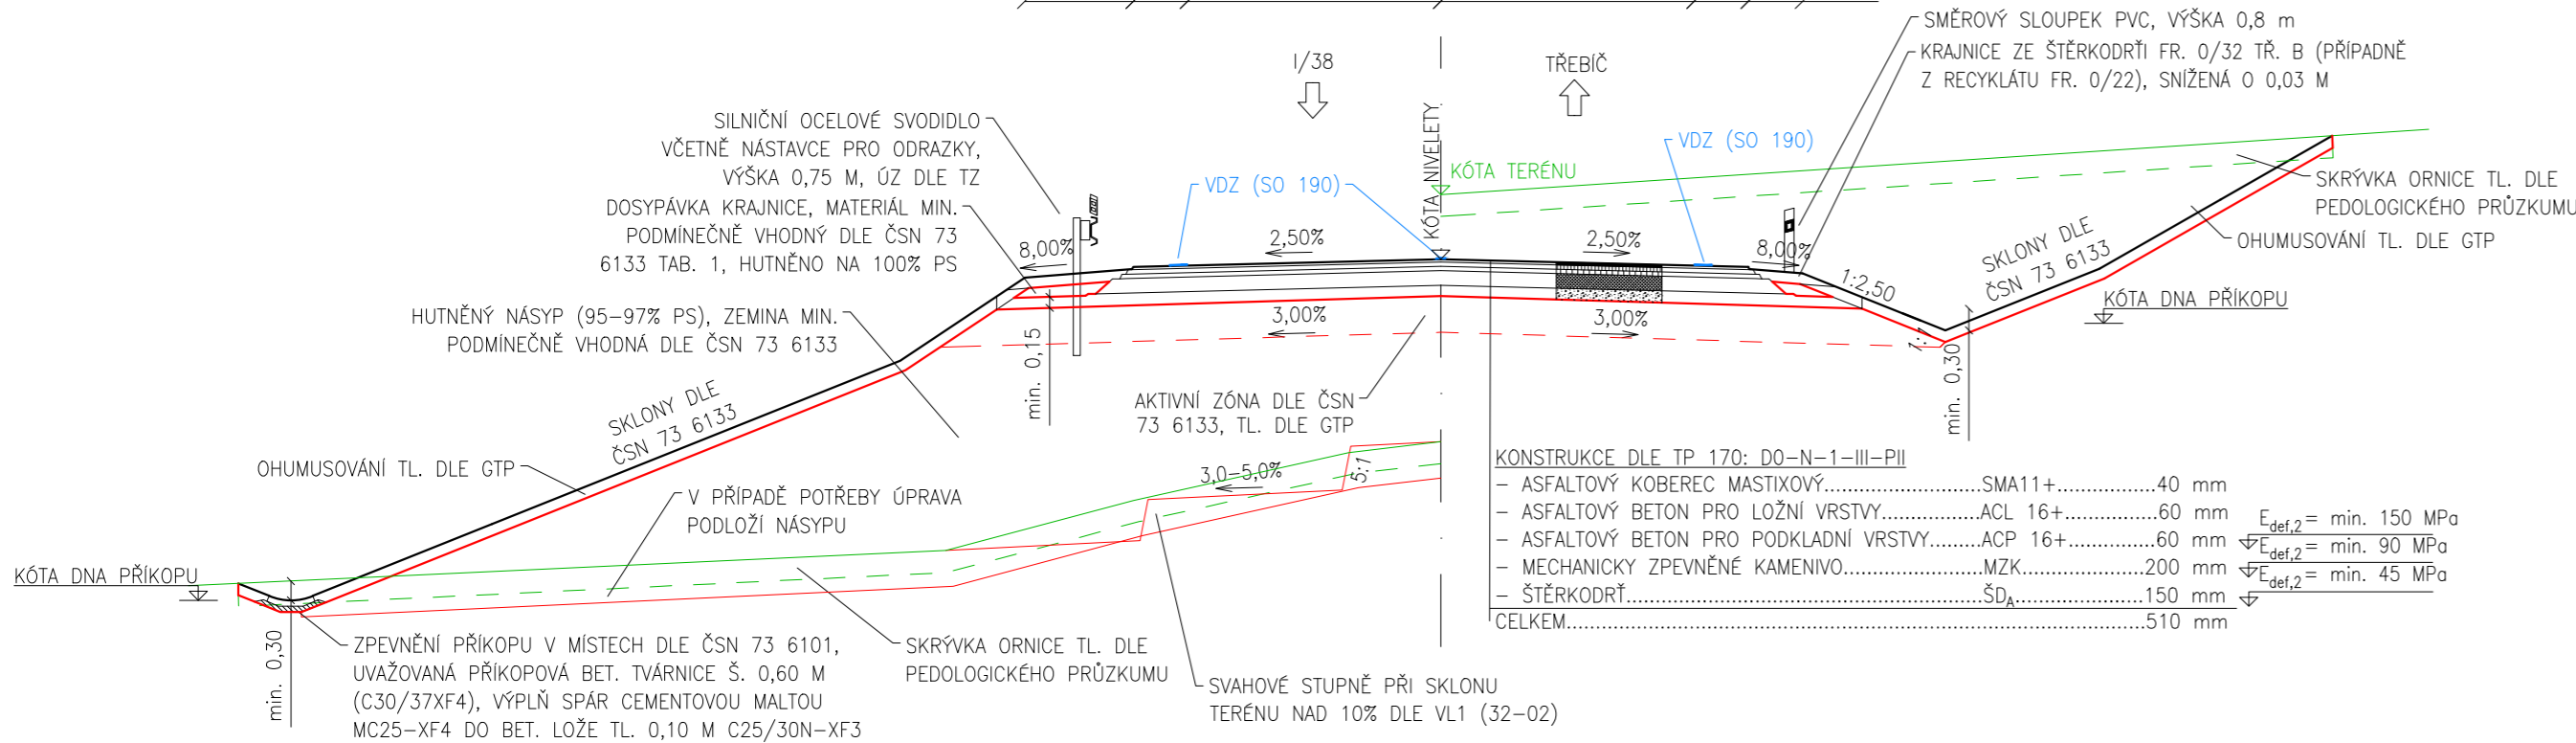 SMĚROVÝ SLOUPEK PVC, VÝŠKA 0,8 m
KRAJNICE ZE ŠTĚRKODRŤI FR. 0/32 TŘ. B (PŘÍPADNĚ
Z RECYKLÁTU FR. 0/22), SNÍŽENÁ O 0,03 M
I/38
TŘEBÍČ
SILNIČNÍ OCELOVÉ SVODIDLO
VČETNĚ NÁSTAVCE PRO ODRAZKY,
VÝŠKA 0,75 M, ÚZ DLE TZ
DOSYPÁVKA KRAJNICE, MATERIÁL MIN.
PODMÍNEČNĚ VHODNÝ DLE ČSN 73
6133 TAB. 1, HUTNĚNO NA 100% PS
HUTNĚNÝ NÁSYP (95-97% PS), ZEMINA MIN.
PODMÍNEČNĚ VHODNÁ DLE ČSN 73 6133
VDZ (SO 190)
VDZ (SO 190)
KÓTA NIVELETY
KÓTA TERÉNU
8,00%
2,50%
2,50%
8,00%
3,00%
3,00%
1:2,50
1:1
min. 0,15
min. 0,30
SKLONY DLE
ČSN 73 6133
SKRÝVKA ORNICE TL. DLE
PEDOLOGICKÉHO PRŮZKUMU
OHUMUSOVÁNÍ TL. DLE GTP
KÓTA DNA PŘÍKOPU
SKLONY DLE
ČSN 73 6133
OHUMUSOVÁNÍ TL. DLE GTP
AKTIVNÍ ZÓNA DLE ČSN
73 6133, TL. DLE GTP
3,0-5,0%
5:1
V PŘÍPADĚ POTŘEBY ÚPRAVA
PODLOŽÍ NÁSYPU
KÓTA DNA PŘÍKOPU
min. 0,30
ZPEVNĚNÍ PŘÍKOPU V MÍSTECH DLE ČSN 73 6101,
UVAŽOVANÁ PŘÍKOPOVÁ BET. TVÁRNICE Š. 0,60 M
(C30/37XF4), VÝPLŇ SPÁR CEMENTOVOU MALTOU
MC25-XF4 DO BET. LOŽE TL. 0,10 M C25/30N-XF3
SKRÝVKA ORNICE TL. DLE
PEDOLOGICKÉHO PRŮZKUMU
SVAHOVÉ STUPNĚ PŘI SKLONU
TERÉNU NAD 10% DLE VL1 (32-02)
KONSTRUKCE DLE TP 170: D0-N-1-III-PII
- ASFALTOVÝ KOBEREC MASTIXOVÝ......................SMA11+..............40 mm
- ASFALTOVÝ BETON PRO LOŽNÍ VRSTVY..............ACL 16+.............60 mm
- ASFALTOVÝ BETON PRO PODKLADNÍ VRSTVY.......ACP 16+.............60 mm
- MECHANICKY ZPEVNĚNÉ KAMENIVO....................MZK.................200 mm
- ŠTĚRKODRŤ..................................................ŠDA..................150 mm
CELKEM...................................................................................510 mm
Edef,2= min. 150 MPa
Edef,2= min. 90 MPa
Edef,2= min. 45 MPa